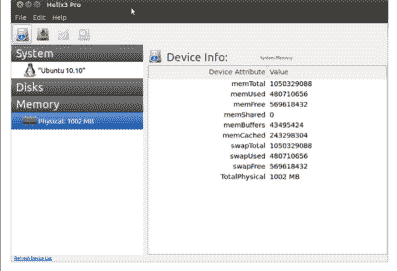 Helix3 Pro
File Edit Help
System
"Ubuntu 10.10"
Disks
Memory
Physical: 1002 MB
Device Info: System Memory
Device Attribute Value
memTotal 1050329088
memUsed 480710656
memFree 569618432
memShared 0
memBuffers 43495424
memCached 243298304
swapTotal 1050329088
swapUsed 480710656
swapFree 569618432
TotalPhysical 1002 MB
Refresh Device List